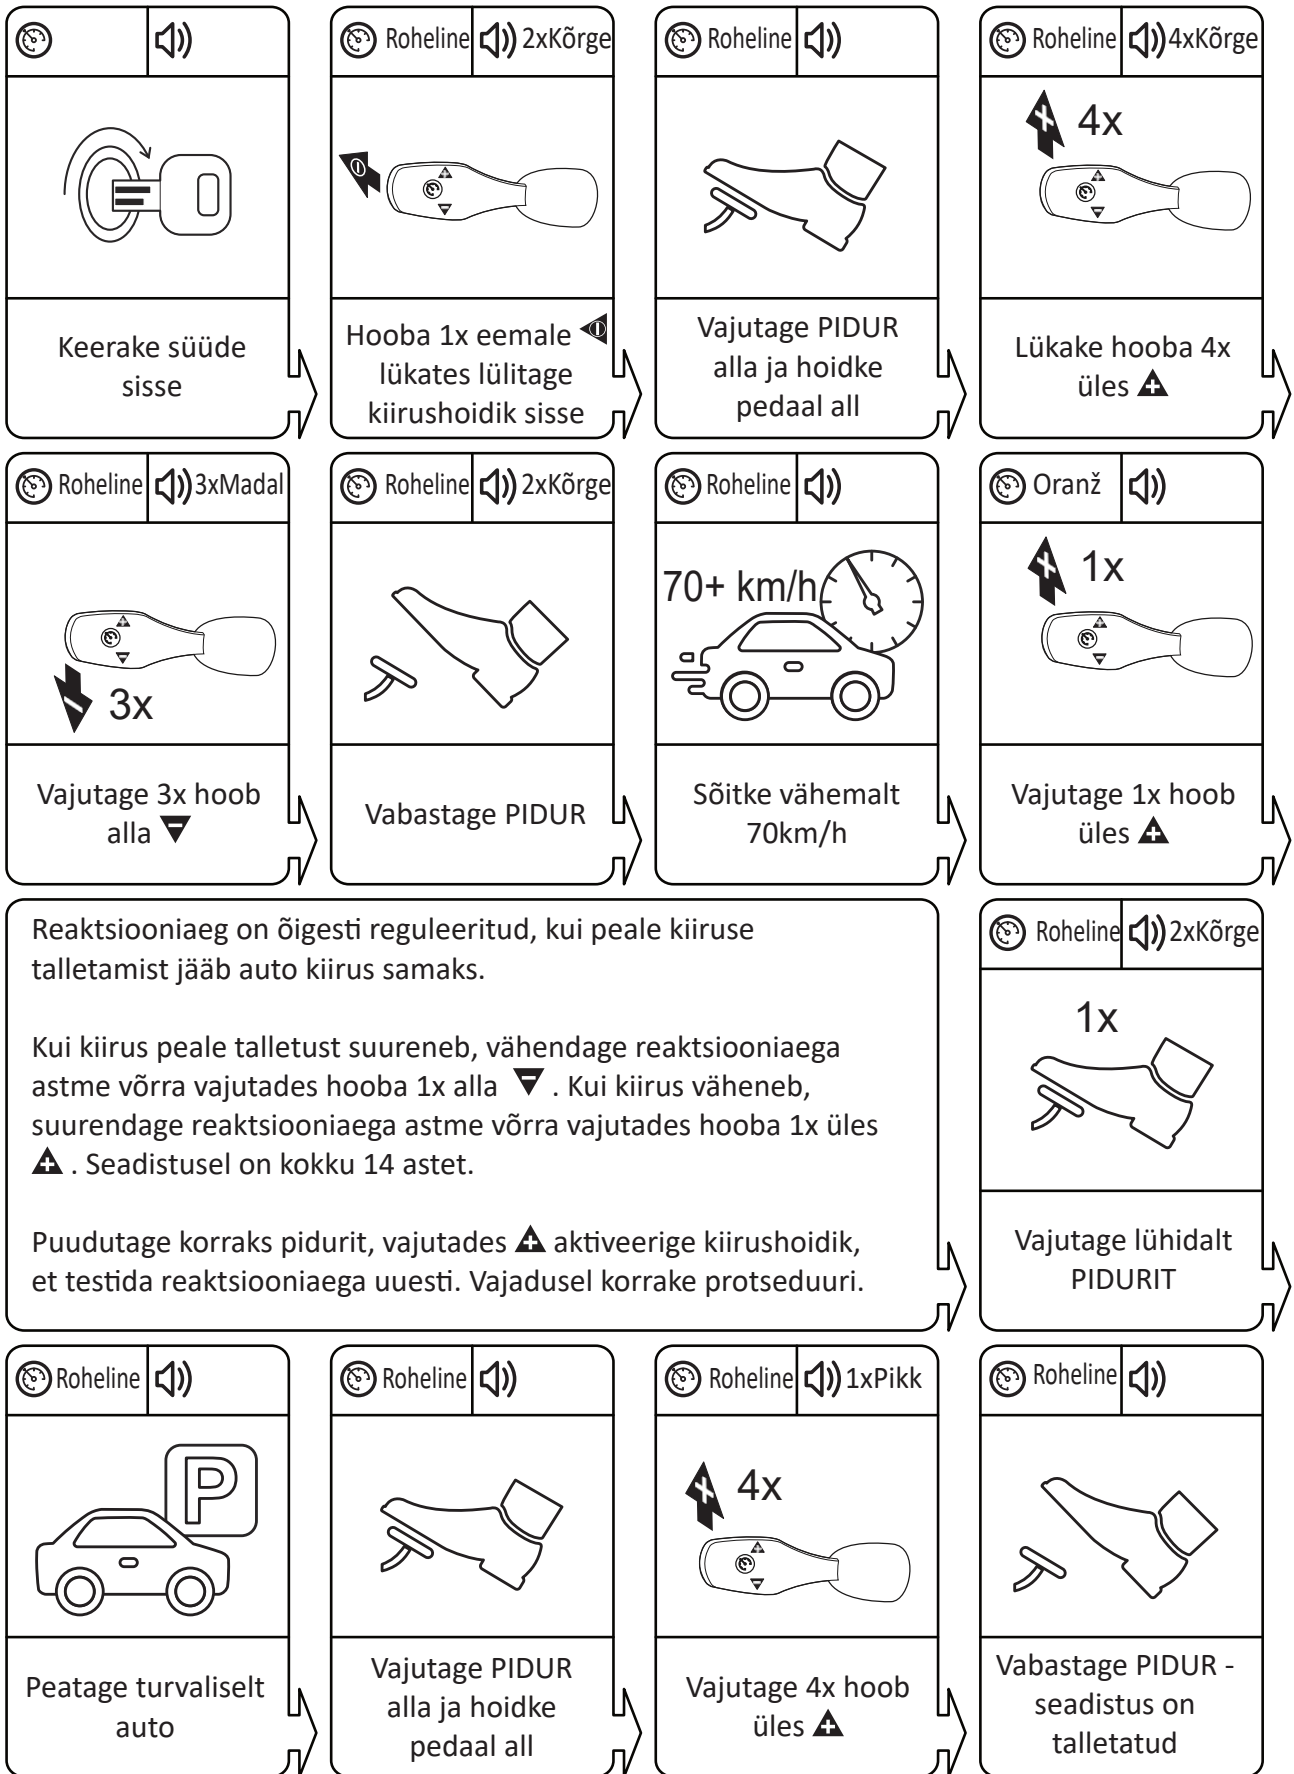 Roheline 2xKõrge
Roheline
Roheline 4xKõrge
4x
Keerake süüde
sisse
Hooba 1x eemale
lükates lülitage
kiirushoidik sisse
Vajutage PIDUR
alla ja hoidke
pedaal all
Lükake hooba 4x
üles
Roheline 3xMadal
Roheline 2xKõrge
Roheline
Oranž
3x
70+ km/h
1x
Vajutage 3x hoob
alla
Vabastage PIDUR
Sõitke vähemalt
70km/h
Vajutage 1x hoob
üles
Reaktsiooniaeg on õigesti reguleeritud, kui peale kiiruse
talletamist jääb auto kiirus samaks.
Kui kiirus peale talletust suureneb, vähendage reaktsiooniaega
astme võrra vajutades hooba 1x alla . Kui kiirus väheneb,
suurendage reaktsiooniaega astme võrra vajutades hooba 1x üles
. Seadistusel on kokku 14 astet.
Puudutage korraks pidurit, vajutades aktiveerige kiirushoidik,
et testida reaktsiooniaega uuesti. Vajadusel korrake protseduuri.
Roheline 2xKõrge
1x
Vajutage lühidalt
PIDURIT
Roheline
Roheline
Roheline 1xPikk
Roheline
P
4x
Peatage turvaliselt
auto
Vajutage PIDUR
alla ja hoidke
pedaal all
Vajutage 4x hoob
üles
Vabastage PIDUR -
seadistus on
talletatud